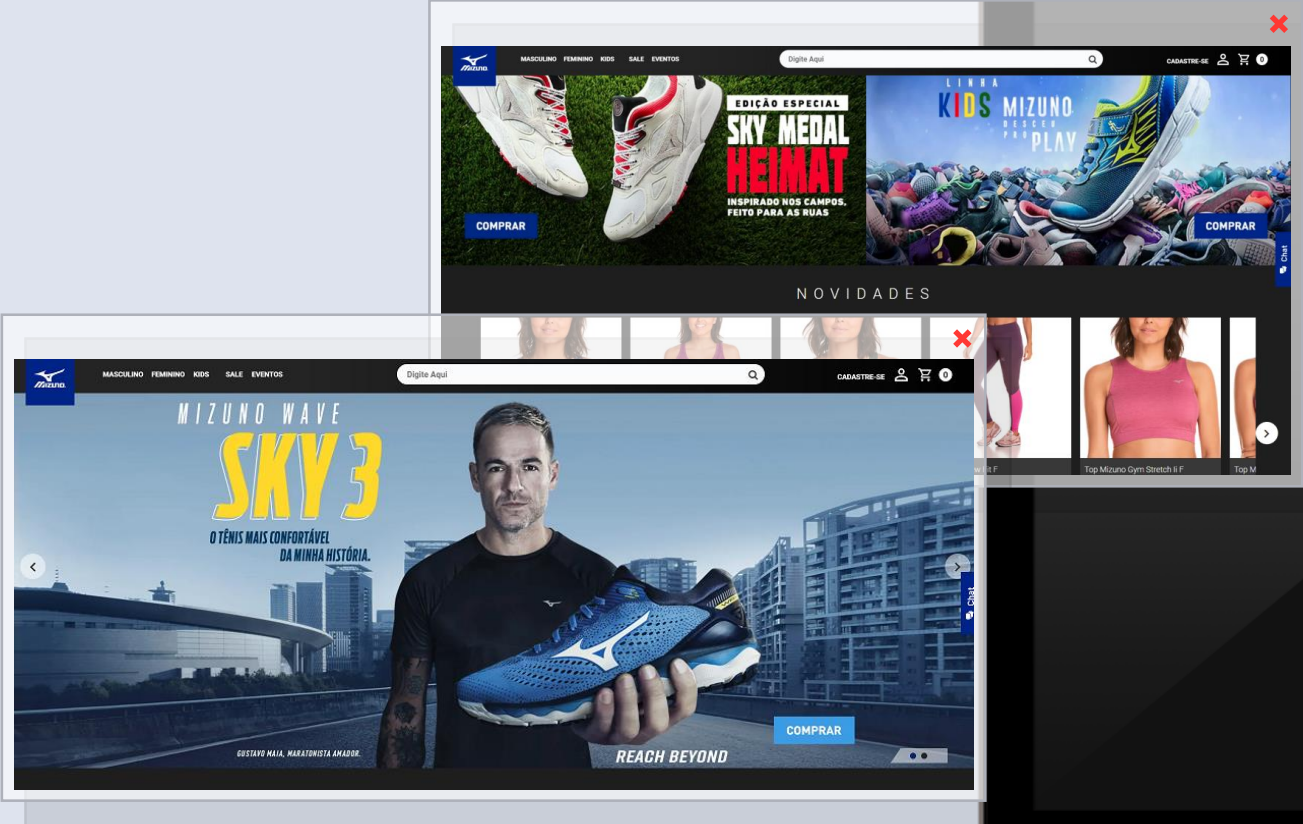 MIZUNO
MASCULINO FEMININO KIDS SALE EVENTOS
Digite Aqui
CADASTRE-SE
0
EDIÇÃO ESPECIAL
SKY MEDAL
HEIMAT
INSPIRADO NOS CAMPOS,
FEITO PARA AS RUAS
COMPRAR
LINHA
KIDS MIZUNO
DESCEU
PRO
PLAY
COMPRAR
Chat
NOVIDADES
Top Mizuno Gym Stretch Ii F
Top M
MIZUNO
MASCULINO FEMININO KIDS SALE EVENTOS
Digite Aqui
CADASTRE-SE
0
MIZUNO WAVE
SKY 3
O TÊNIS MAIS CONFORTÁVEL
DA MINHA HISTÓRIA.
Chat
COMPRAR
GUSTAVO MAIA, MARATONISTA AMADOR.
REACH BEYOND